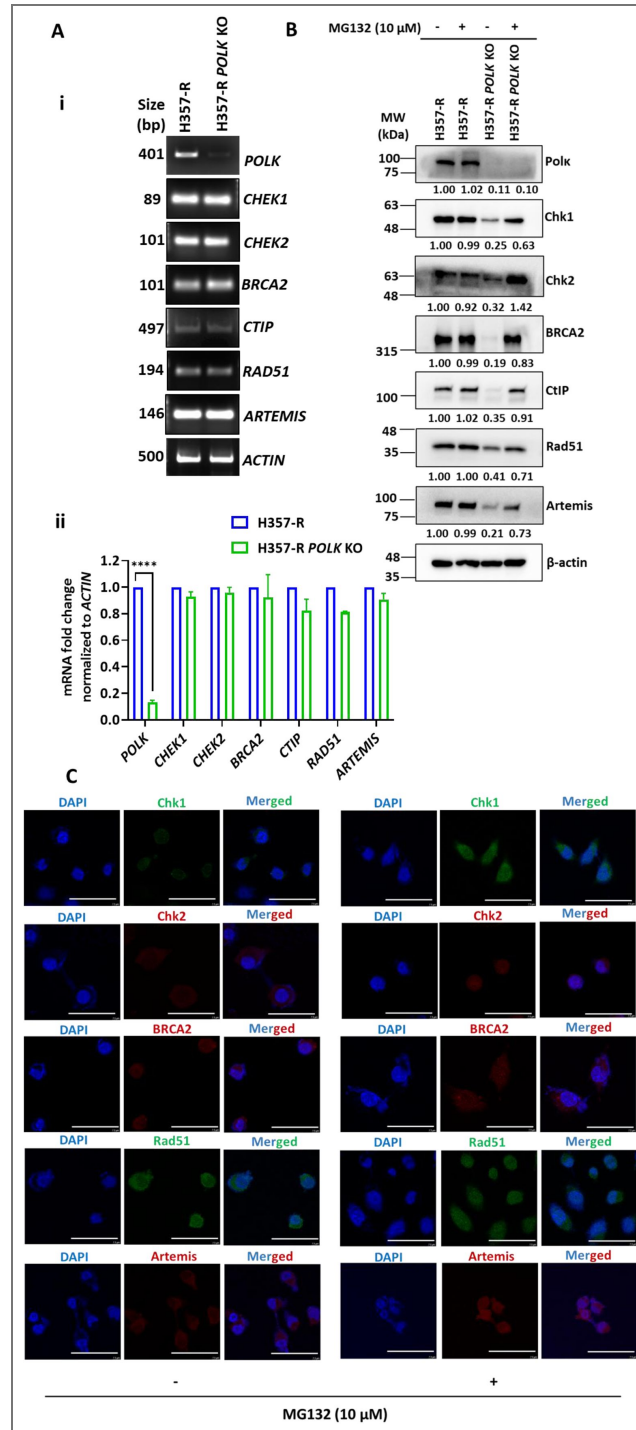 A
i
Size
(bp)
H357-R
H357-R POLK KO
401 POLK
89 CHEK1
101 CHEK2
101 BRCA2
497 CTIP
194 RAD51
146 ARTEMIS
500 ACTIN
ii
H357-R
H357-R POLK KO
****
mRNA fold change
normalized to ACTIN
1.2
1.0
0.8
0.6
0.4
0.2
0.0
POLK
CHEK1
CHEK2
BRCA2
CTIP
RAD51
ARTEMIS
B
MG132 (10 μM) - + - +
MW
(kDa)
H357-R
H357-R
H357-R POLK KO
H357-R POLK KO
100
75
Polκ
1.00 1.02 0.11 0.10
63
48
Chk1
1.00 0.99 0.25 0.63
63
48
Chk2
1.00 0.92 0.32 1.42
315
BRCA2
1.00 0.99 0.19 0.83
100
CtIP
1.00 1.02 0.35 0.91
48
35
Rad51
1.00 1.00 0.41 0.71
100
75
Artemis
1.00 0.99 0.21 0.73
48
35
β-actin
C
DAPI Chk1 Merged DAPI Chk1 Merged
DAPI Chk2 Merged DAPI Chk2 Merged
DAPI BRCA2 Merged DAPI BRCA2 Merged
DAPI Rad51 Merged DAPI Rad51 Merged
DAPI Artemis Merged DAPI Artemis Merged
- +
MG132 (10 μM)